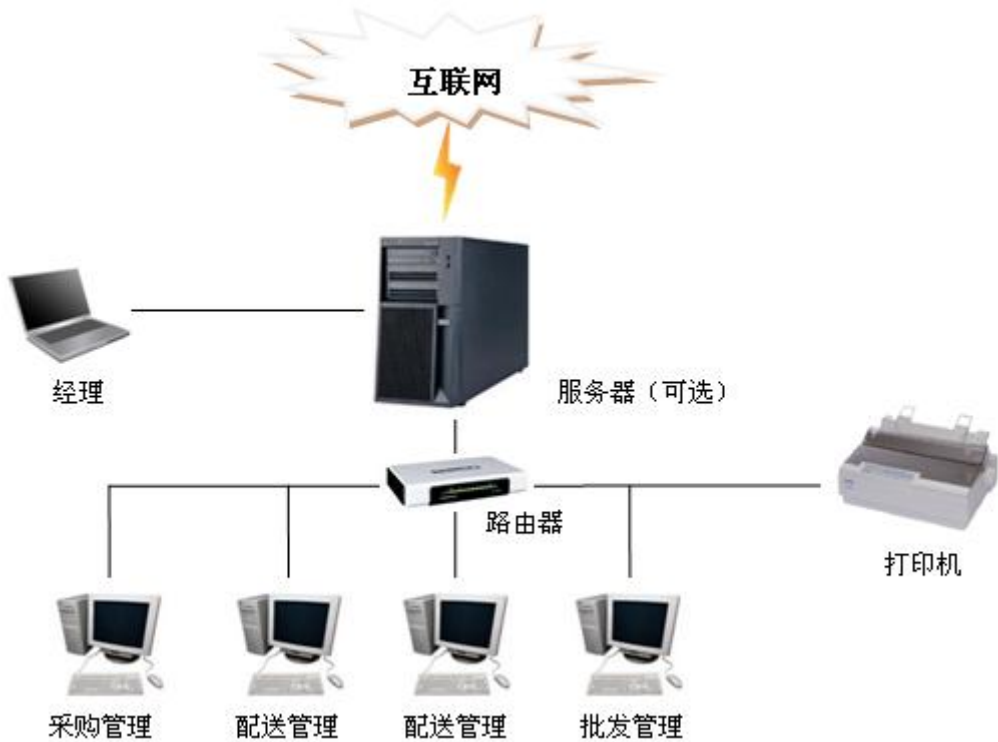 互联网
经理
服务器（可选）
路由器
打印机
采购管理
配送管理
配送管理
批发管理